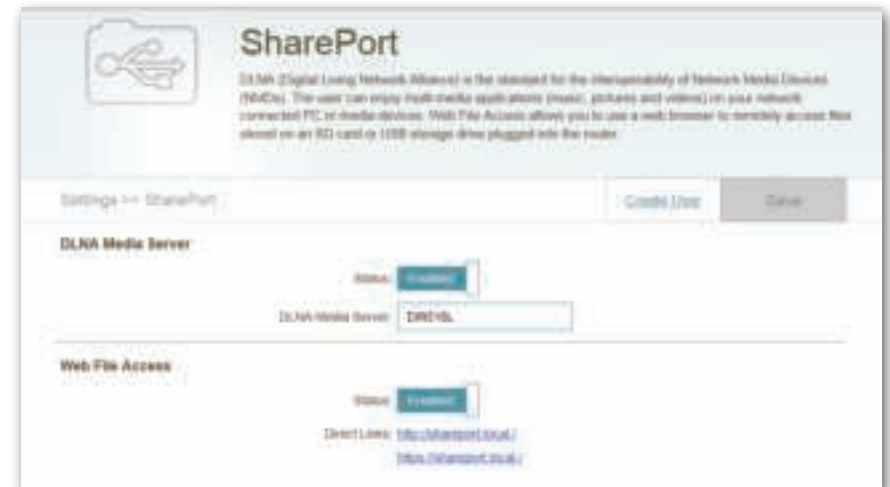 SharePort
DLNA (Digital Living Network Alliance) is the standard for the interoperability of Network Media Devices
(NMDs). The user can enjoy multi-media applications (music, pictures and videos) on your network
connected PC or media devices. Web File Access allows you to use a web browser to remotely access files
stored on an SD card or USB storage drive plugged into the router.
Settings >> SharePort
Create User
Save
DLNA Media Server
Status: Enabled
DLNA Media Server:
Web File Access
Status: Enabled
Direct Links: http://shareport.local./
https://shareport.local./